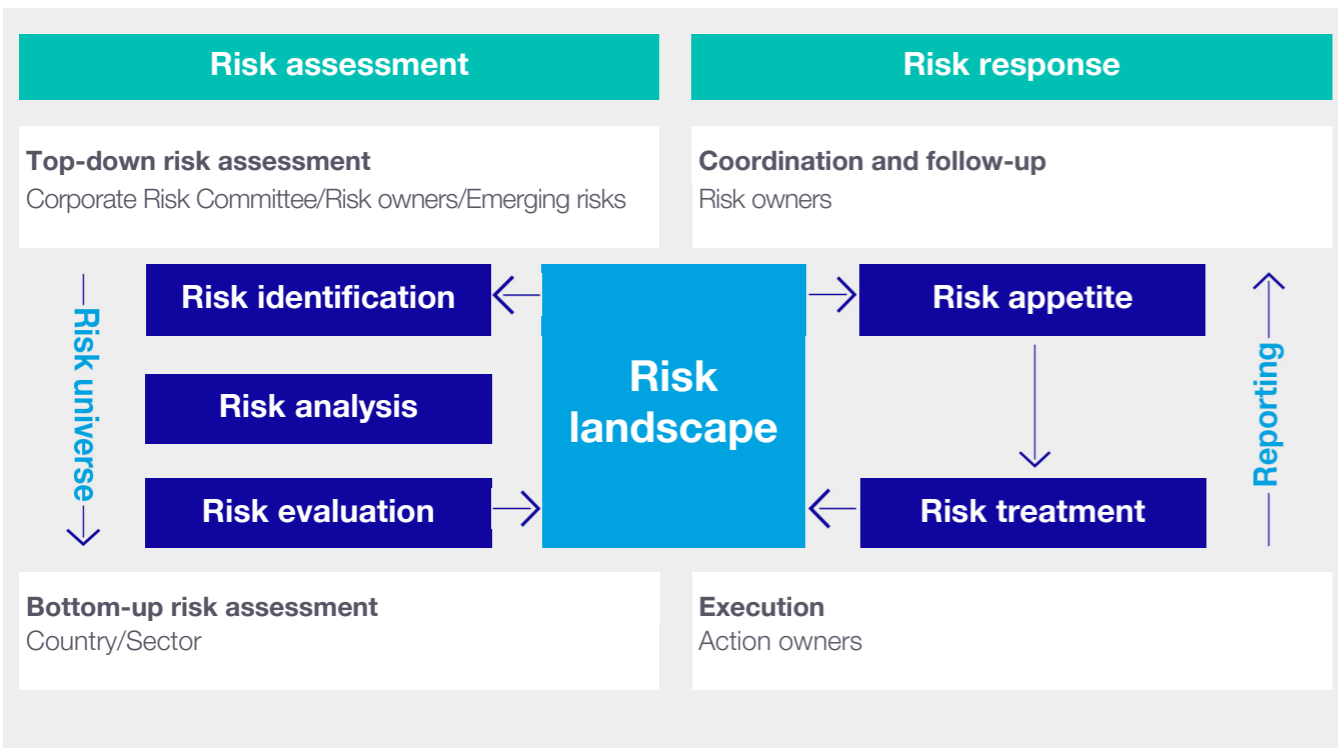 Risk assessment
Risk response
Top-down risk assessment
Corporate Risk Committee/Risk owners/Emerging risks
Coordination and follow-up
Risk owners
Risk universe
Risk identification
Risk analysis
Risk evaluation
Risk
landscape
Risk appetite
Risk treatment
Reporting
Bottom-up risk assessment
Country/Sector
Execution
Action owners